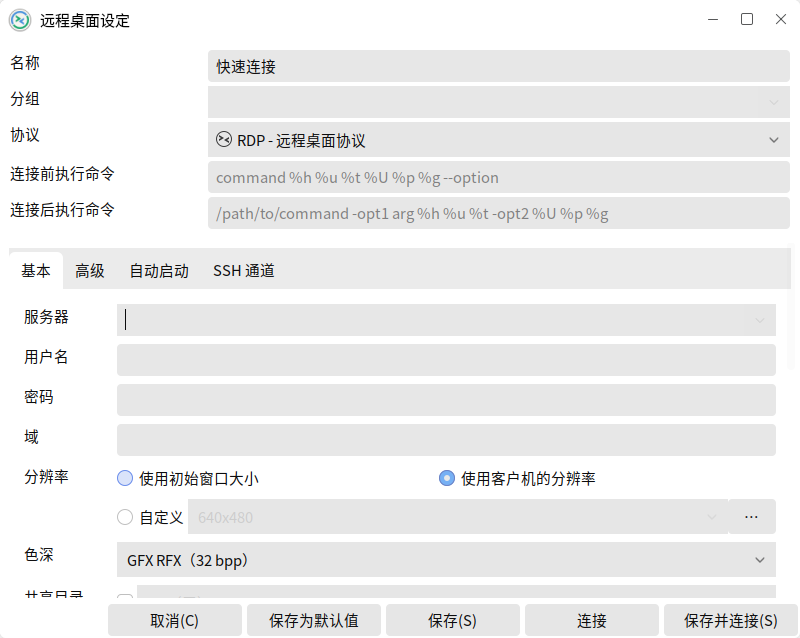 远程桌面设定
名称
快速连接
分组
协议
RDP - 远程桌面协议
连接前执行命令
command %h %u %t %U %p %g --option
连接后执行命令
/path/to/command -opt1 arg %h %u %t -opt2 %U %p %g
基本 高级 自动启动 SSH 通道
服务器
用户名
密码
域
分辨率 使用初始窗口大小 使用客户机的分辨率
自定义 640x480 ...
色深 GFX RFX（32 bpp）
共享目录
取消(C) 保存为默认值 保存(S) 连接 保存并连接(S)